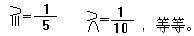 = 1/5 = 1/10 ，等等。